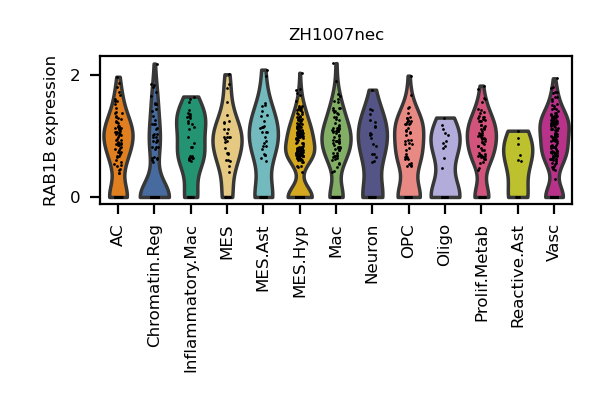 ZH1007nec
RAB1B expression
2
0
AC
Chromatin.Reg
Inflammatory.Mac
MES
MES.Ast
MES.Hyp
Mac
Neuron
OPC
Oligo
Prolif.Metab
Reactive.Ast
Vasc